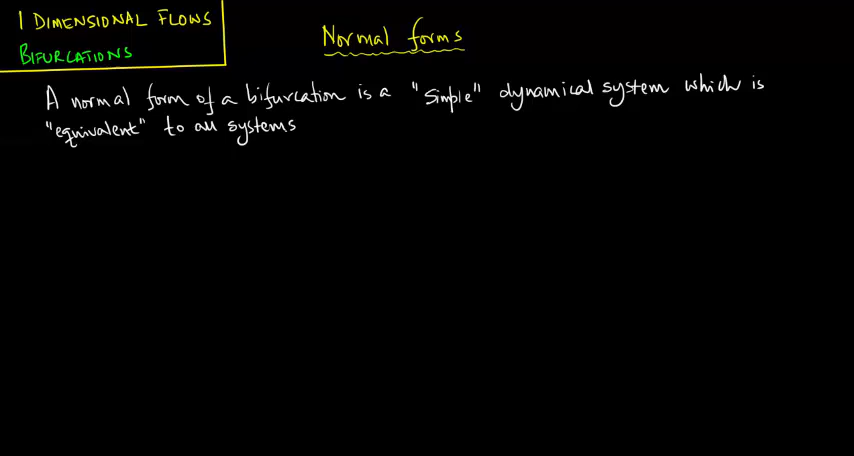 1 DIMENSIONAL FLOWS
BIFURCATIONS
Normal forms
A normal form of a bifurcation is a "simple" dynamical system which is
"equivalent" to all systems